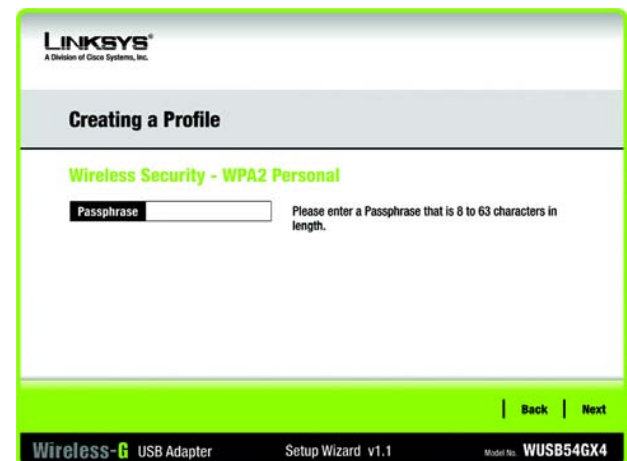 LINKSYS®
A Division of Cisco Systems, Inc.
Creating a Profile
Wireless Security - WPA2 Personal
Passphrase
Please enter a Passphrase that is 8 to 63 characters in
length.
Back Next
Wireless-G USB Adapter Setup Wizard v1.1 Model No. WUSB54GX4